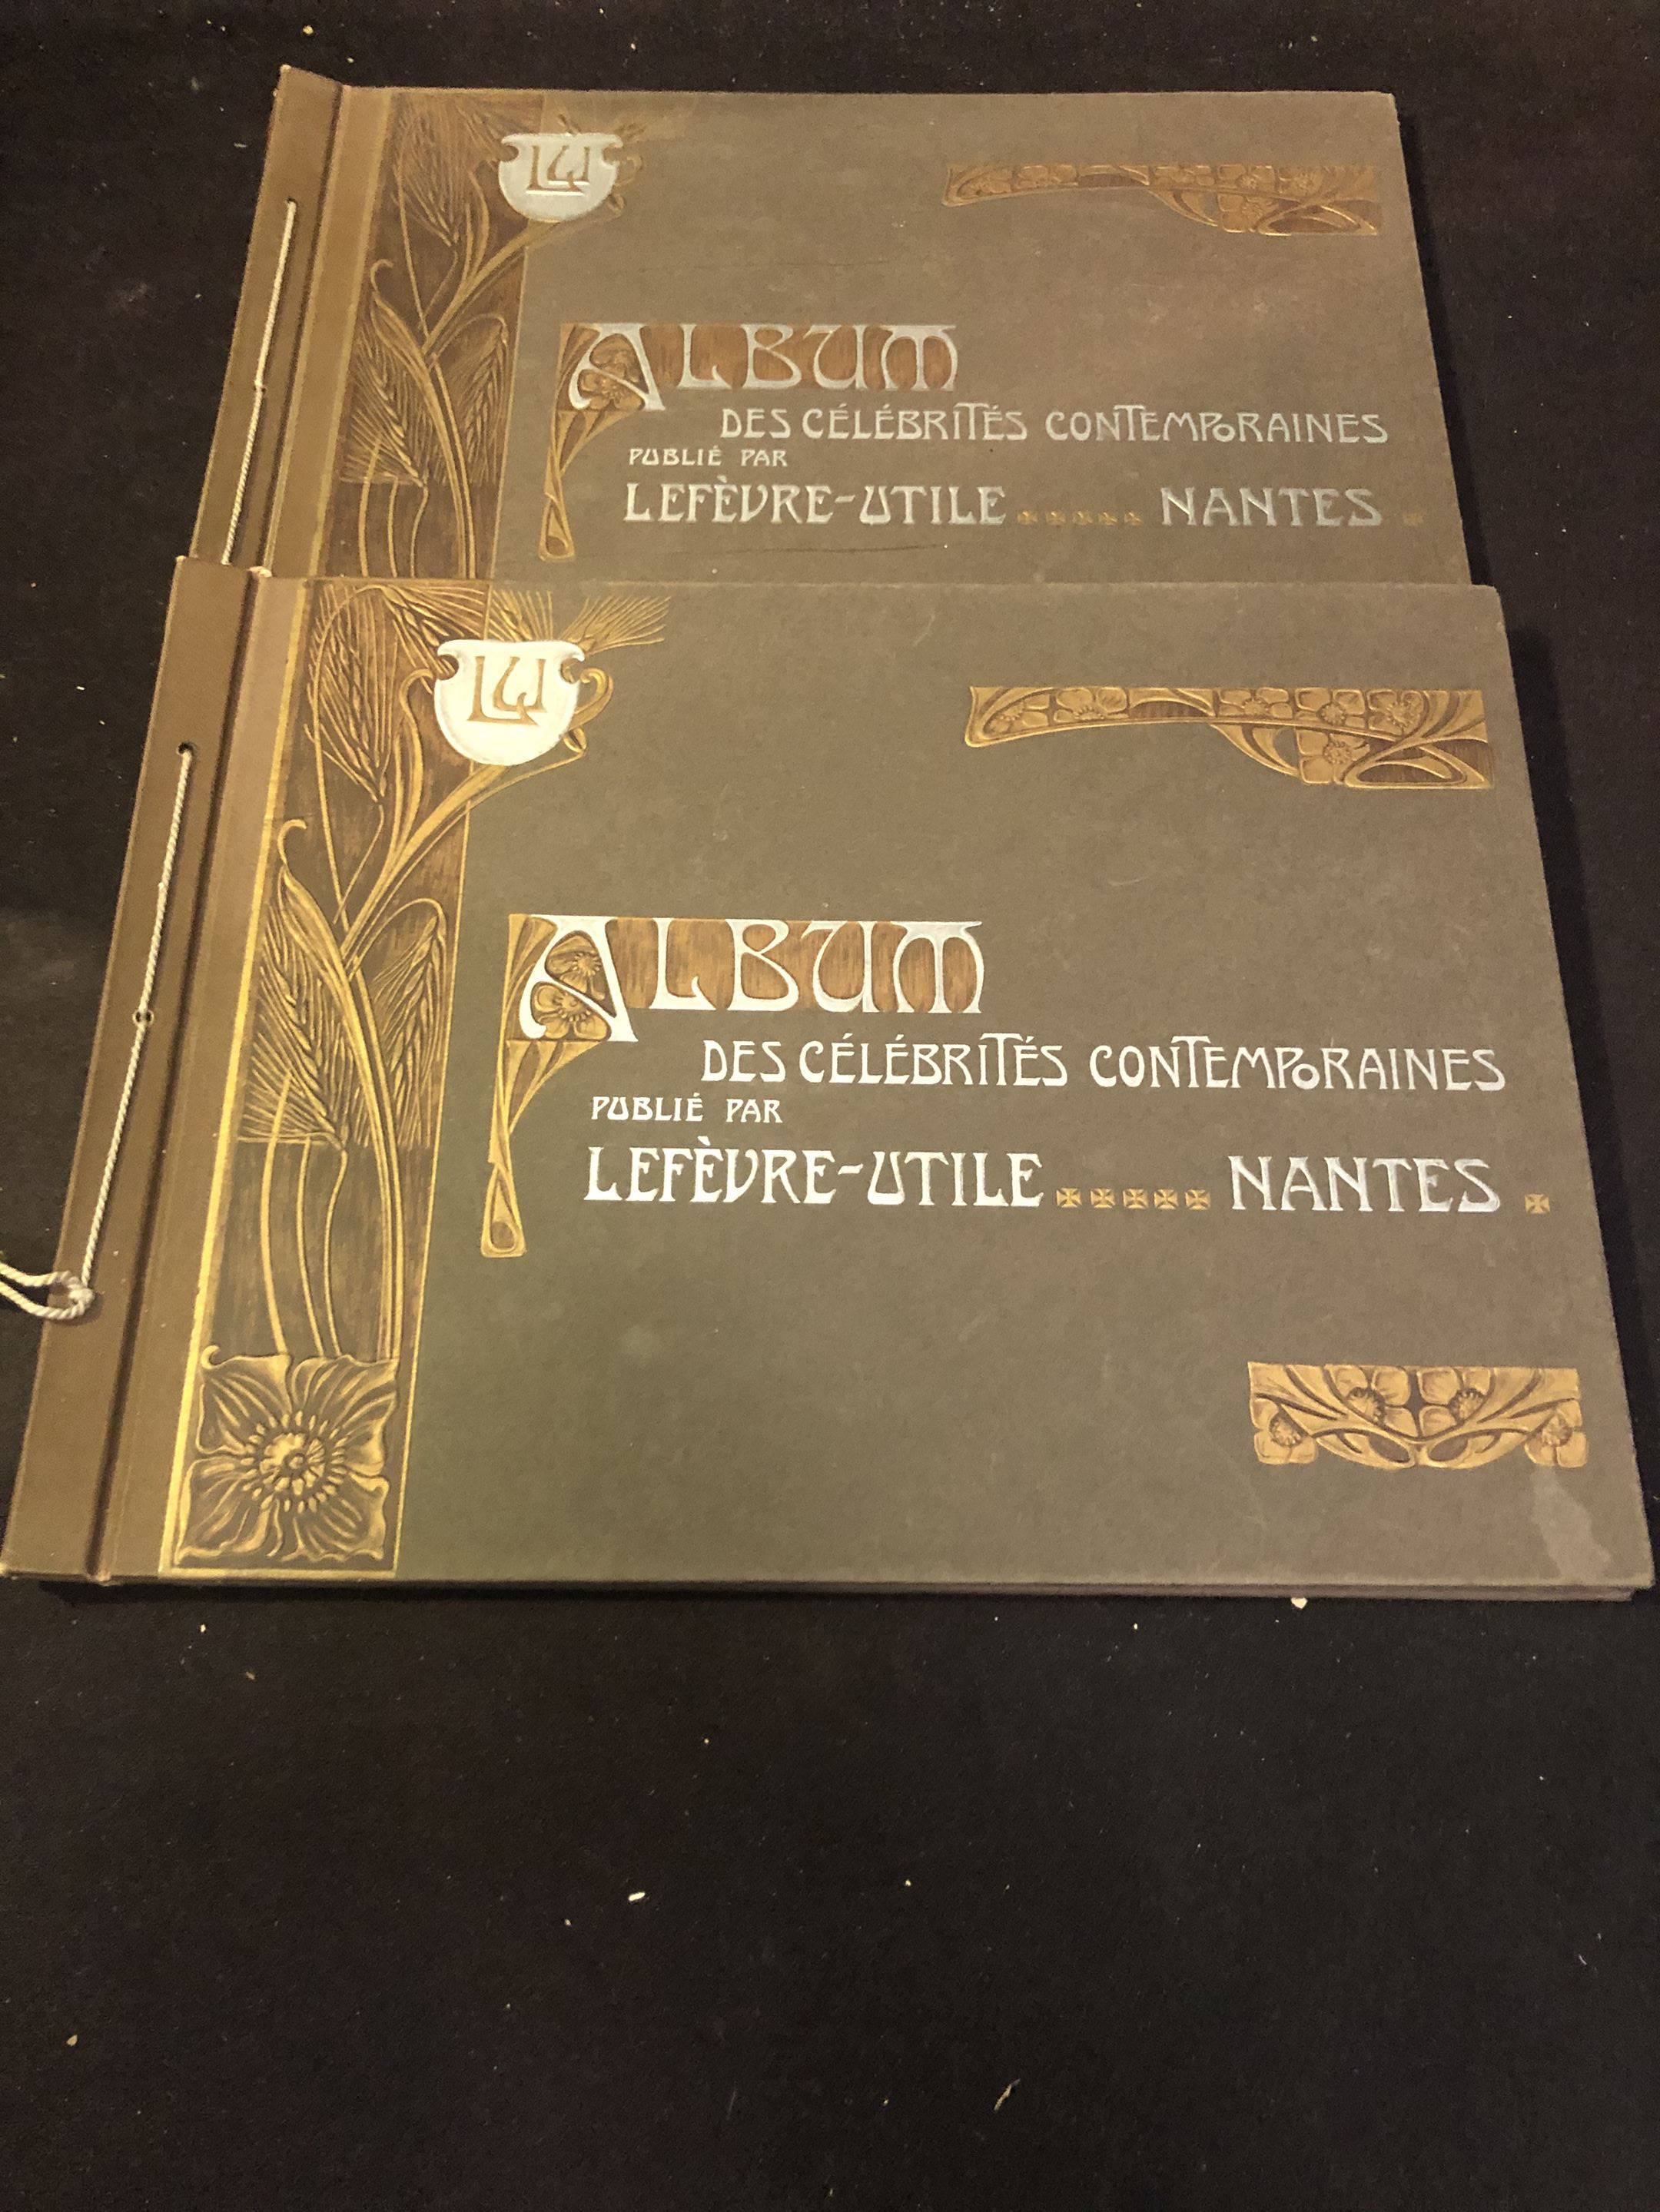 LU
ALBUM
DES CÉLÉBRITÉS CONTEMPORAINES
PUBLIÉ PAR
LEFÈVRE-UTILE NANTES
LU
ALBUM
DES CÉLÉBRITÉS CONTEMPORAINES
PUBLIÉ PAR
LEFÈVRE-UTILE NANTES